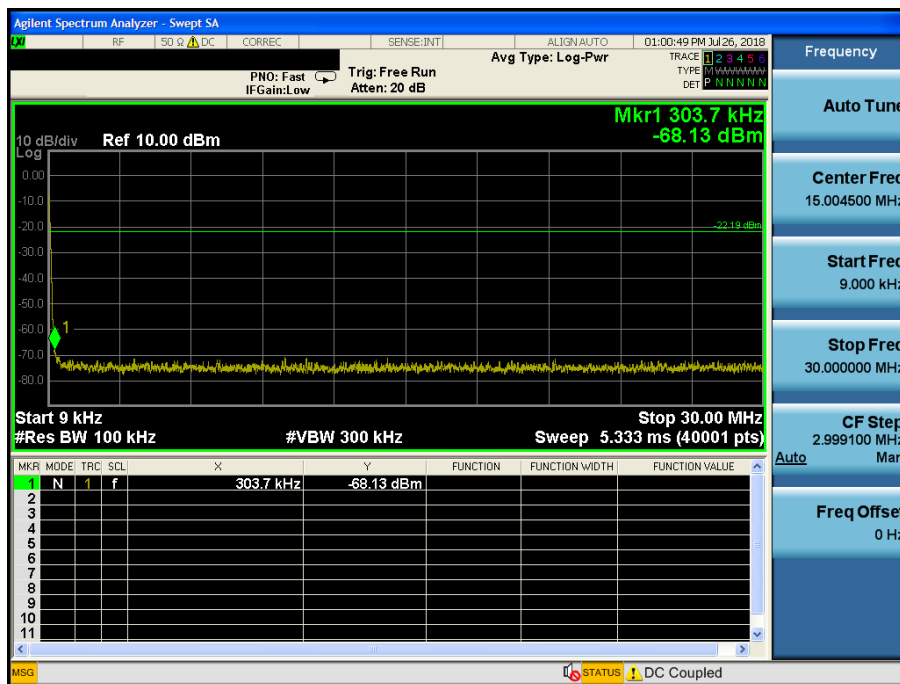 Agilent Spectrum Analyzer - Swept SA
LXI RF 50 Ω DC CORREC SENSE:INT ALIGN AUTO 01:00:49 PM Jul 26, 2018
Avg Type: Log-Pwr
TRACE 1 2 3 4 5 6
PNO: Fast Trig: Free Run
TYPE M WWWWW
IFGain:Low Atten: 20 dB
DET P N N N N N
Frequency
Auto Tune
Center Freq
15.004500 MHz
Start Freq
9.000 kHz
Stop Freq
30.000000 MHz
CF Step
2.999100 MHz
Auto Man
Freq Offset
0 Hz
Mkr1 303.7 kHz
10 dB/div Ref 10.00 dBm -68.13 dBm
Log
0.00
-10.0
-20.0
-22.19 dBm
-30.0
-40.0
-50.0
-60.0
1
-70.0
-80.0
Start 9 kHz Stop 30.00 MHz
#Res BW 100 kHz #VBW 300 kHz Sweep 5.333 ms (40001 pts)
MKR MODE TRC SCL X Y FUNCTION FUNCTION WIDTH FUNCTION VALUE
1 N 1 f 303.7 kHz -68.13 dBm
2
3
4
5
6
7
8
9
10
11
MSG STATUS DC Coupled